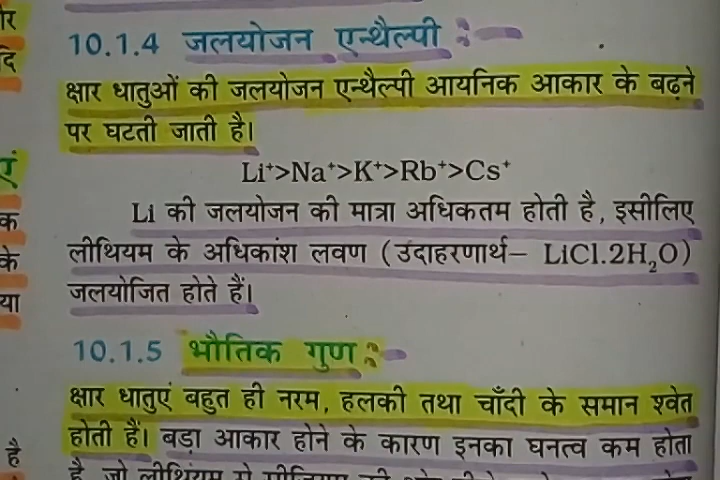 10.1.4 जलयोजन एन्थैल्पी :-
क्षार धातुओं की जलयोजन एन्थैल्पी आयनिक आकार के बढ़ने
पर घटती जाती है।
Li⁺>Na⁺>K⁺>Rb⁺>Cs⁺
Li की जलयोजन की मात्रा अधिकतम होती है, इसीलिए
लीथियम के अधिकांश लवण (उदाहरणार्थ– LiCl.2H₂O)
जलयोजित होते हैं।
10.1.5 भौतिक गुण :-
क्षार धातुएं बहुत ही नरम, हलकी तथा चाँदी के समान श्वेत
होती हैं। बड़ा आकार होने के कारण इनका घनत्व कम होता
है, जो लीथियम से